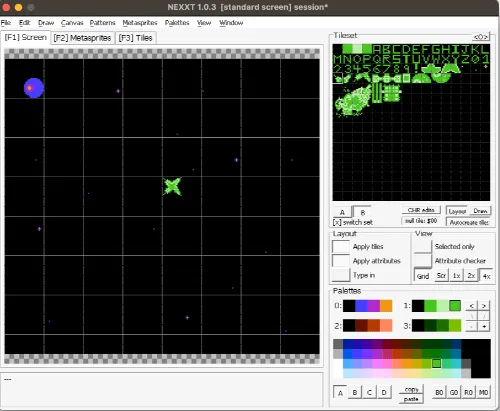 NEXXT 1.0.3 [standard screen] session*
File Edit Draw Canvas Patterns Metasprites Palettes View [window]
[F1] Screen [F2] Metasprites [F3] Tiles
Tileset
<0>
ABCDEFGHIJKL
MNOPQRSTUVWXYZ01
23456789!
A B
[x] switch set
CHR editor
null tile: $00
Layout Draw
Autocreate tiles:
Layout
Apply tiles
Apply attributes
Type in
View
Selected only
Attribute checker
Grid Scr 1x 2x 4x
Palettes
0: 1: < >
2: 3: - +
A B C D
copy
paste
B0 G0 R0 M0
---